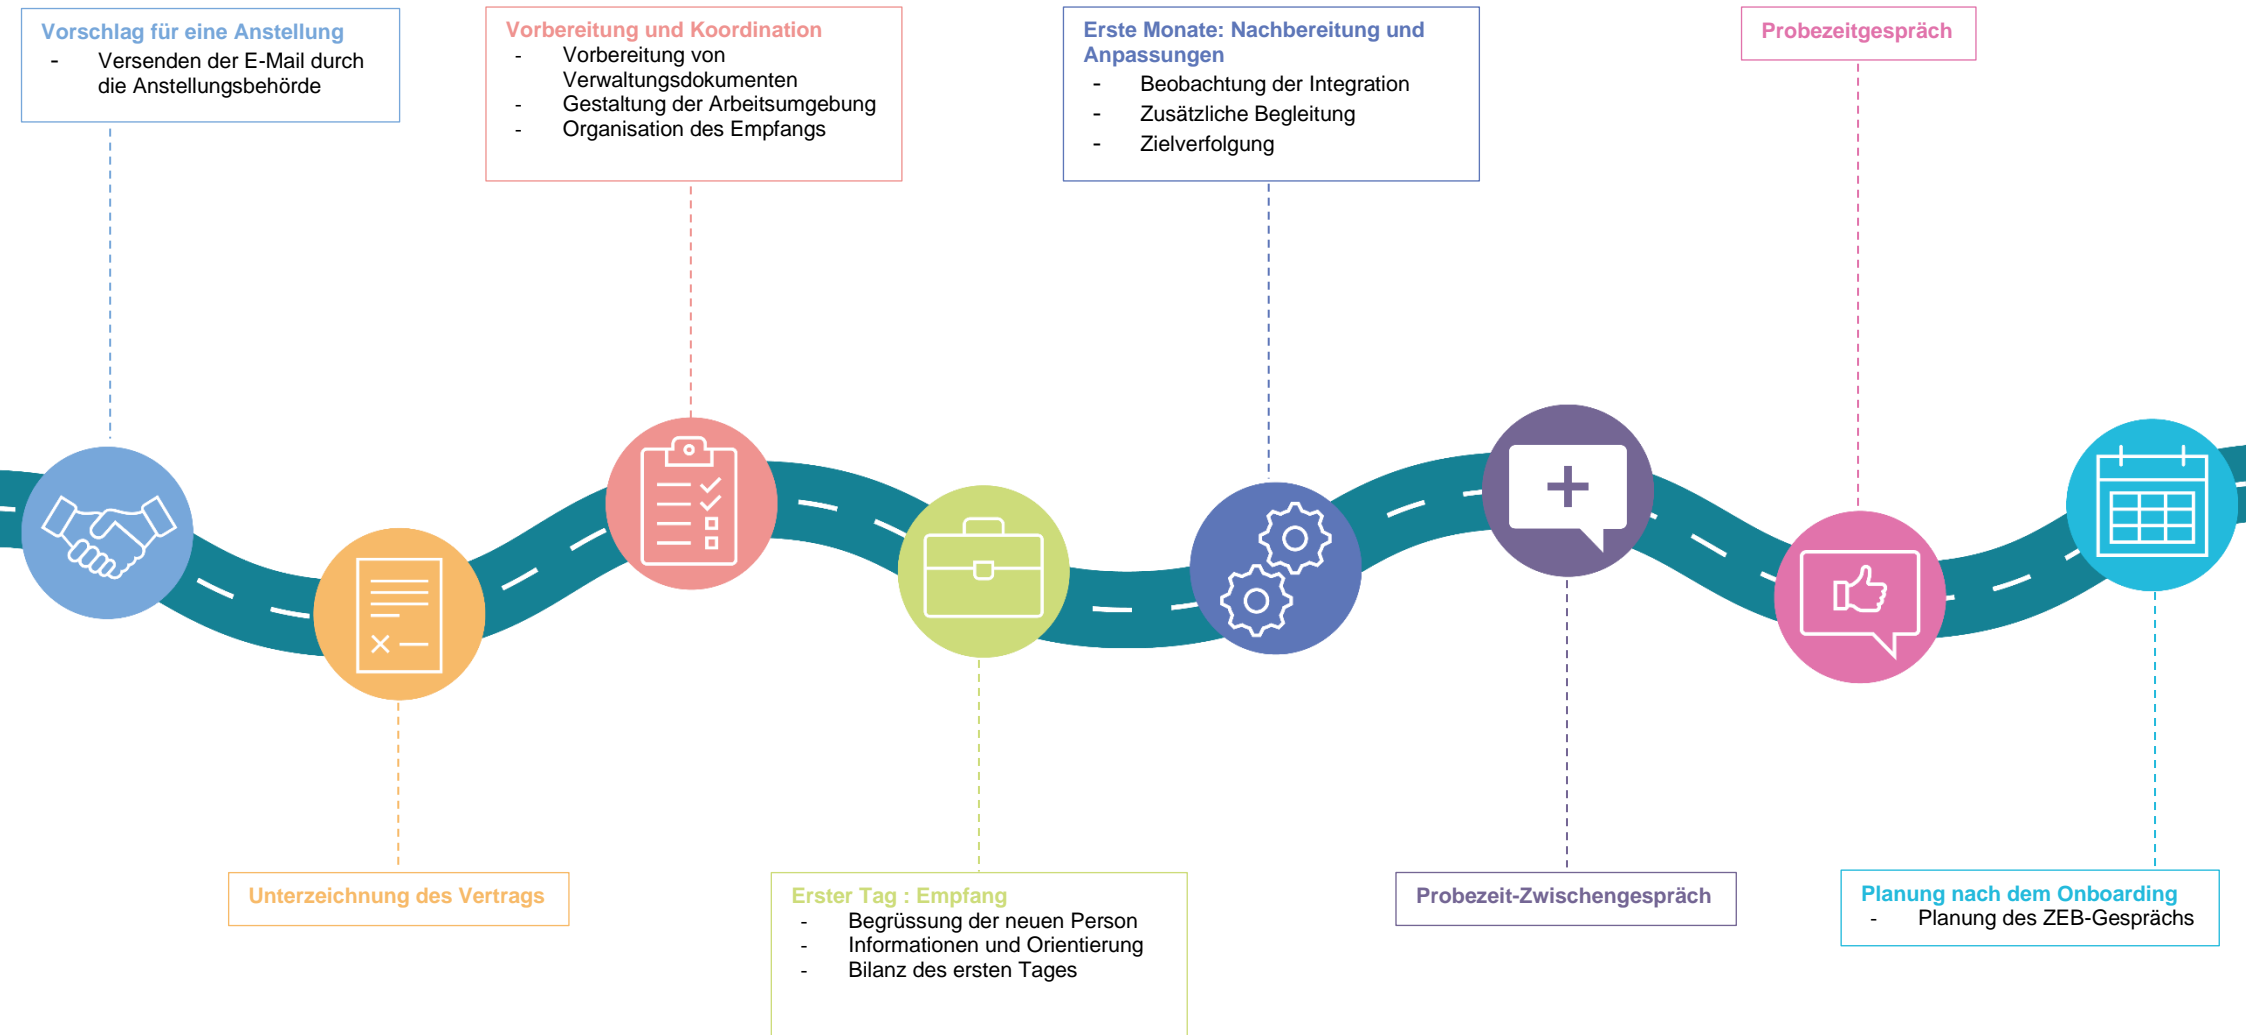 Vorschlag für eine Anstellung
- Versenden der E-Mail durch
die Anstellungsbehörde
Unterzeichnung des Vertrags
Vorbereitung und Koordination
- Vorbereitung von
Verwaltungsdokumenten
- Gestaltung der Arbeitsumgebung
- Organisation des Empfangs
Erster Tag : Empfang
- Begrüssung der neuen Person
- Informationen und Orientierung
- Bilanz des ersten Tages
Erste Monate: Nachbereitung und
Anpassungen
- Beobachtung der Integration
- Zusätzliche Begleitung
- Zielverfolgung
Probezeit-Zwischengespräch
Probezeitgespräch
Planung nach dem Onboarding
- Planung des ZEB-Gesprächs